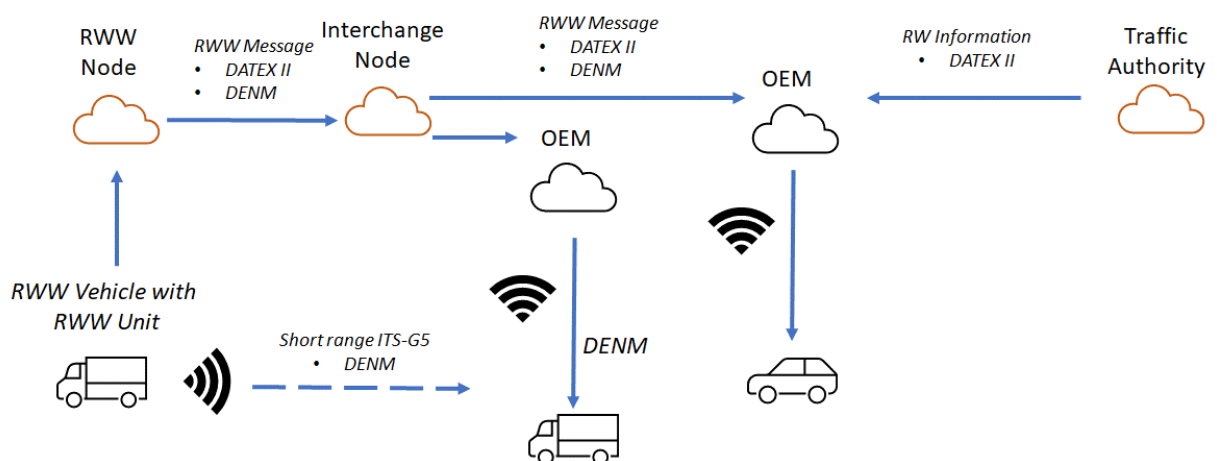 RWW
Node
RWW Message
• DATEX II
• DENM
Interchange
Node
RWW Message
• DATEX II
• DENM
OEM
OEM
RW Information
• DATEX II
Traffic
Authority
RWW Vehicle with
RWW Unit
Short range ITS-G5
• DENM
DENM